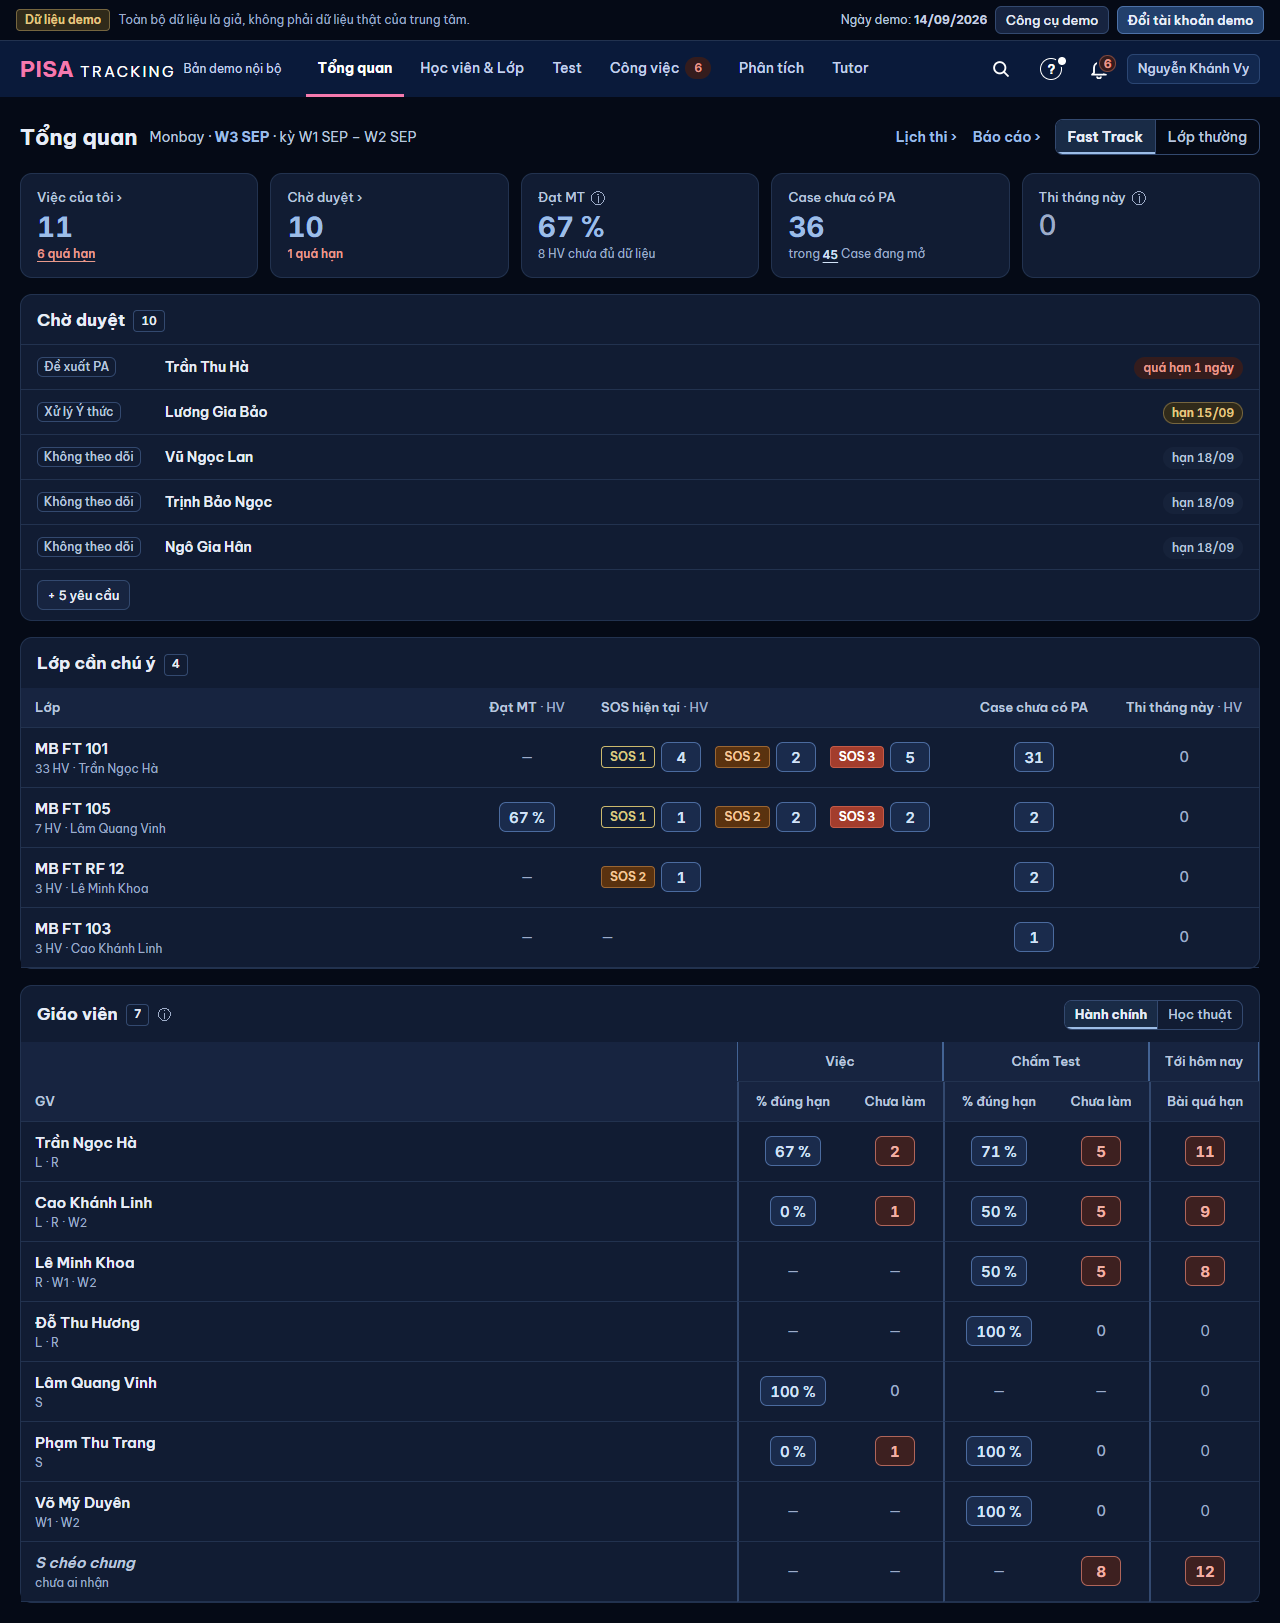 Dữ liệu demo Toàn bộ dữ liệu là giả, không phải dữ liệu thật của trung tâm. Ngày demo: 14/09/2026 Công cụ demo Đổi tài khoản demo
PISA TRACKING Bản demo nội bộ Tổng quan Học viên & Lớp Test Công việc 6 Phân tích Tutor ? 6 Nguyễn Khánh Vy
Tổng quan Monbay · W3 SEP · kỳ W1 SEP – W2 SEP Lịch thi › Báo cáo › Fast Track Lớp thường
Việc của tôi › Chờ duyệt › Đạt MT ⓘ Case chưa có PA Thi tháng này ⓘ
11 10 67 % 36 0
6 quá hạn 1 quá hạn 8 HV chưa đủ dữ liệu trong 45 Case đang mở
Chờ duyệt 10
Đề xuất PA Trần Thu Hà quá hạn 1 ngày
Xử lý Ý thức Lương Gia Bảo hạn 15/09
Không theo dõi Vũ Ngọc Lan hạn 18/09
Không theo dõi Trịnh Bảo Ngọc hạn 18/09
Không theo dõi Ngô Gia Hân hạn 18/09
+ 5 yêu cầu
Lớp cần chú ý 4
Lớp Đạt MT · HV SOS hiện tại · HV Case chưa có PA Thi tháng này · HV
MB FT 101 — SOS 1 4 SOS 2 2 SOS 3 5 31 0
33 HV · Trần Ngọc Hà
MB FT 105 67 % SOS 1 1 SOS 2 2 SOS 3 2 2 0
7 HV · Lâm Quang Vinh
MB FT RF 12 — SOS 2 1 2 0
3 HV · Lê Minh Khoa
MB FT 103 — — 1 0
3 HV · Cao Khánh Linh
Giáo viên 7 ⓘ Hành chính Học thuật
Việc Chấm Test Tới hôm nay
GV % đúng hạn Chưa làm % đúng hạn Chưa làm Bài quá hạn
Trần Ngọc Hà 67 % 2 71 % 5 11
L · R
Cao Khánh Linh 0 % 1 50 % 5 9
L · R · W2
Lê Minh Khoa — — 50 % 5 8
R · W1 · W2
Đỗ Thu Hương — — 100 % 0 0
L · R
Lâm Quang Vinh 100 % 0 — — 0
S
Phạm Thu Trang 0 % 1 100 % 0 0
S
Võ Mỹ Duyên — — 100 % 0 0
W1 · W2
S chéo chung — — — 8 12
chưa ai nhận